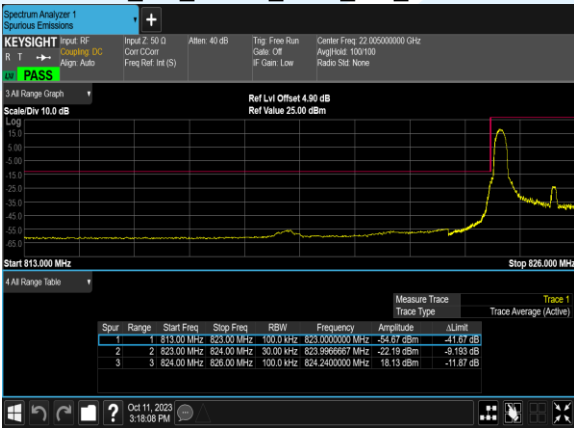 Spectrum Analyzer 1
Spurious Emissions
+
KEYSIGHT Input: RF Input Z: 50 Ω Atten: 40 dB Trig: Free Run Center Freq: 22.005000000 GHz
R T Coupling: DC Corr CCorr Gate: Off Avg|Hold: 100/100
Align: Auto Freq Ref: Int (S) IF Gain: Low Radio Std: None
PASS
3 All Range Graph
Ref Lvl Offset 4.90 dB
Scale/Div 10.0 dB Ref Value 25.00 dBm
Log
15.0
5.00
-5.00
-15.0
-25.0
-35.0
-45.0
-55.0
-65.0
Start 813.000 MHz Stop 826.000 MHz
4 All Range Table
Measure Trace Trace 1
Trace Type Trace Average (Active)
Spur Range Start Freq Stop Freq RBW Frequency Amplitude ΔLimit
1 1 813.00 MHz 823.00 MHz 100.0 kHz 823.0000000 MHz -54.67 dBm -41.67 dB
2 2 823.00 MHz 824.00 MHz 30.00 kHz 823.9966667 MHz -22.19 dBm -9.193 dB
3 3 824.00 MHz 826.00 MHz 100.0 kHz 824.2400000 MHz 18.13 dBm -11.87 dB
? Oct 11, 2023
3:18:08 PM